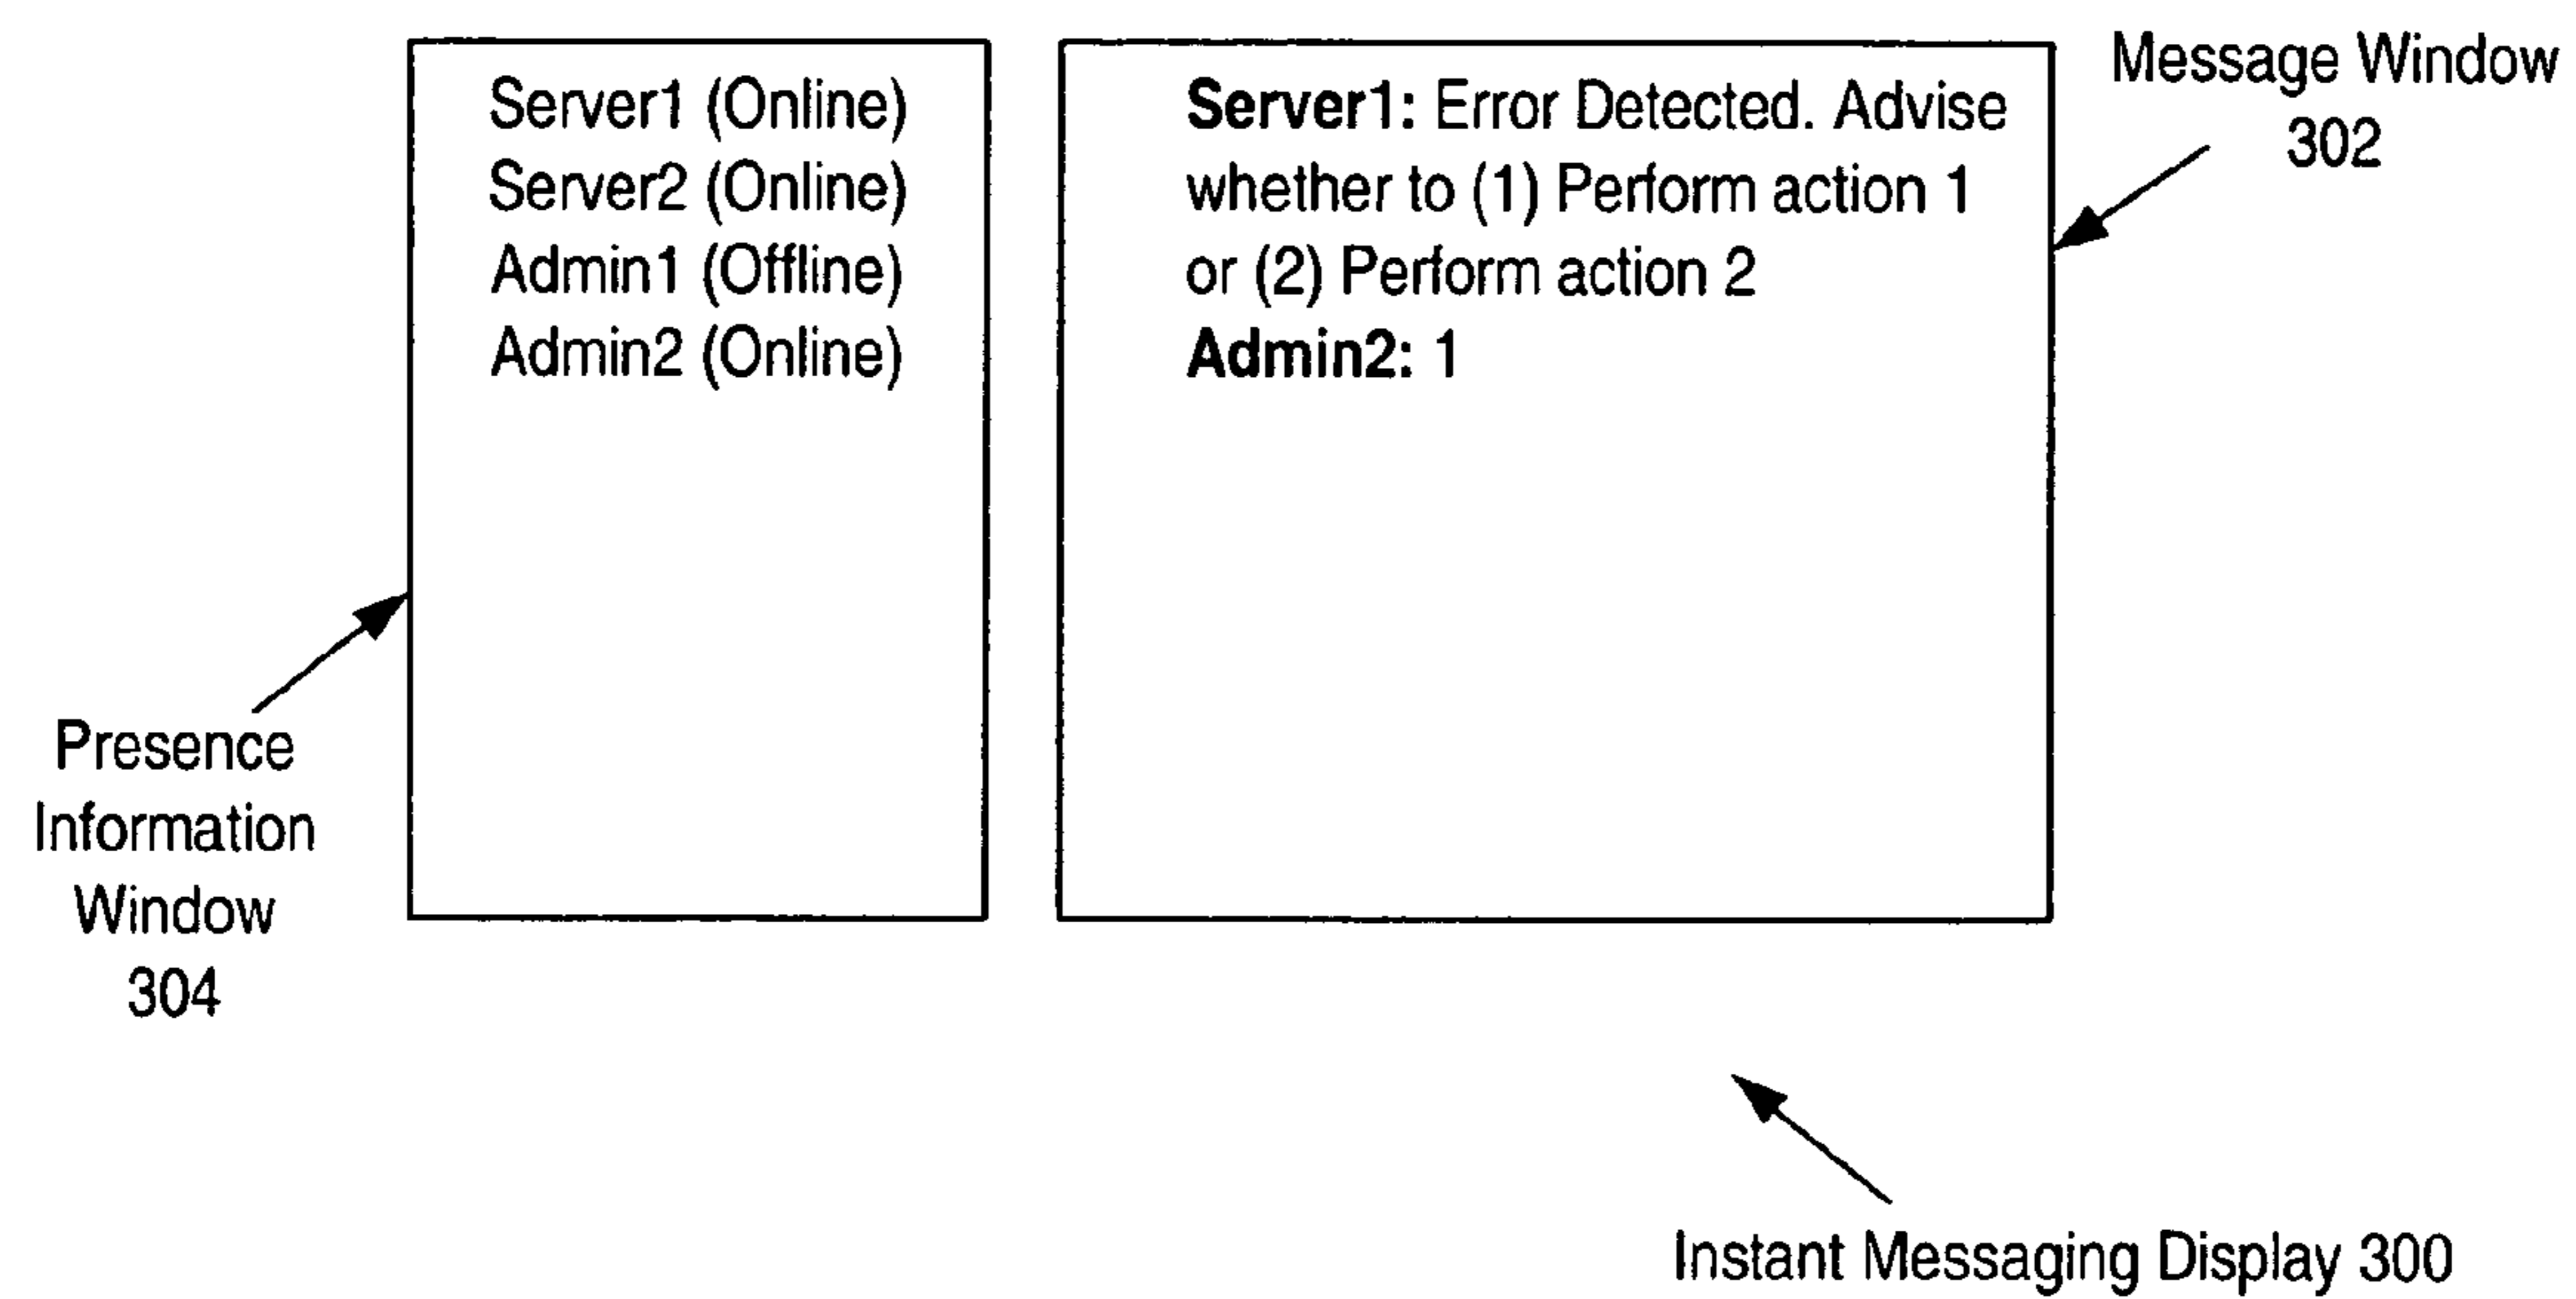 Server1 (Online)
Server2 (Online)
Admin1 (Offline)
Admin2 (Online)
Server1: Error Detected. Advise
whether to (1) Perform action 1
or (2) Perform action 2
Admin2: 1
Message Window
302
Presence
Information
Window
304
Instant Messaging Display 300